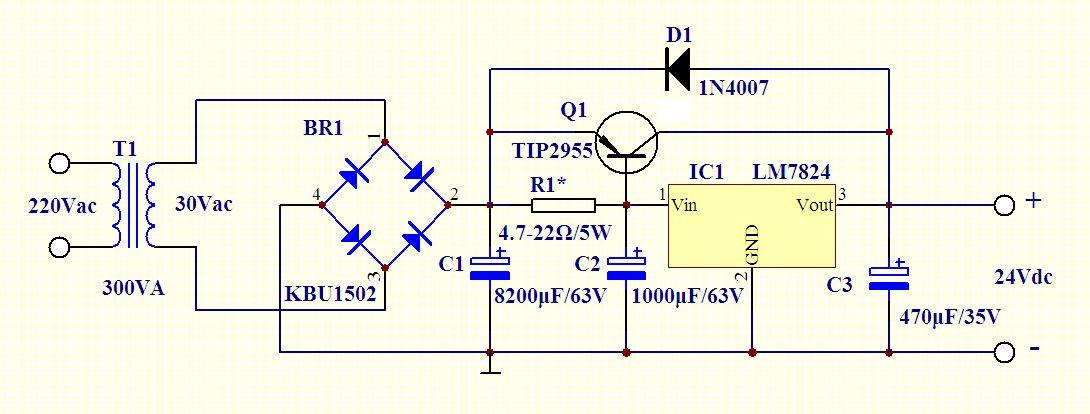 D1
1N4007
Q1
TIP2955
BR1
T1
220Vac
30Vac
300VA
1
4
2
3
KBU1502
R1*
4.7-22Ω/5W
IC1 LM7824
1
Vin
Vout
3
GND
2
C1
+
8200µF/63V
C2
+
1000µF/63V
C3
+
470µF/35V
+
24Vdc
-